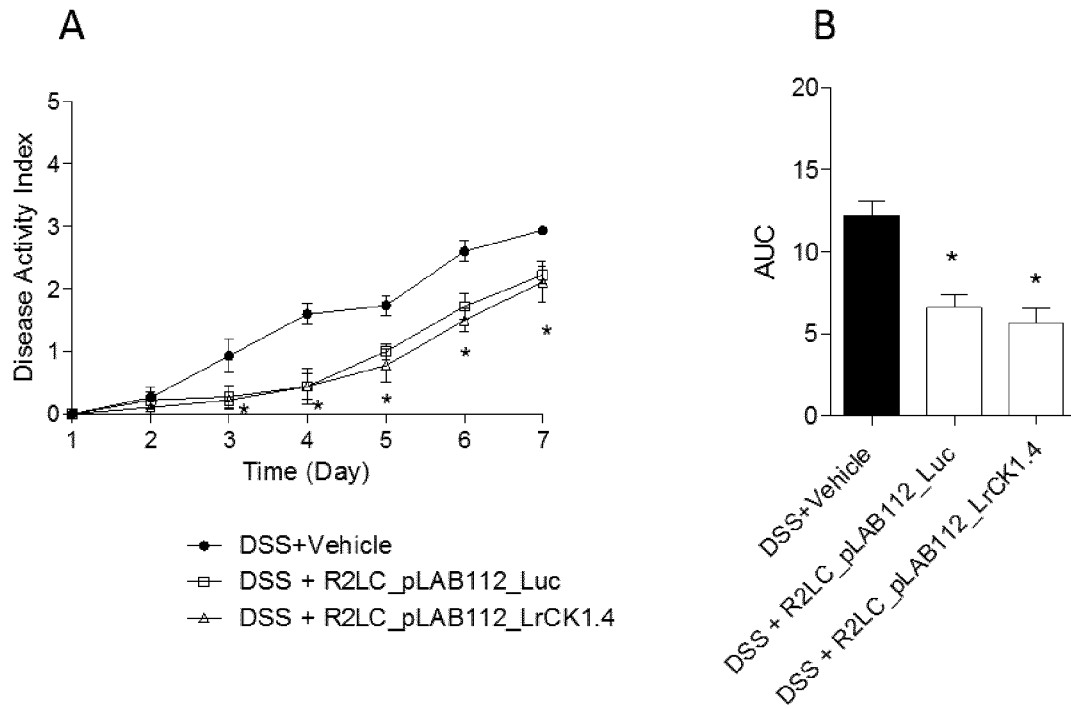 A
Disease Activity Index
5
4
3
2
1
0
1 2 3 4 5 6 7
* * * * *
Time (Day)
DSS+Vehicle
DSS + R2LC_pLAB112_Luc
DSS + R2LC_pLAB112_LrCK1.4
B
AUC
20
15
10
5
0
* *
DSS+Vehicle
DSS + R2LC_pLAB112_Luc
DSS + R2LC_pLAB112_LrCK1.4